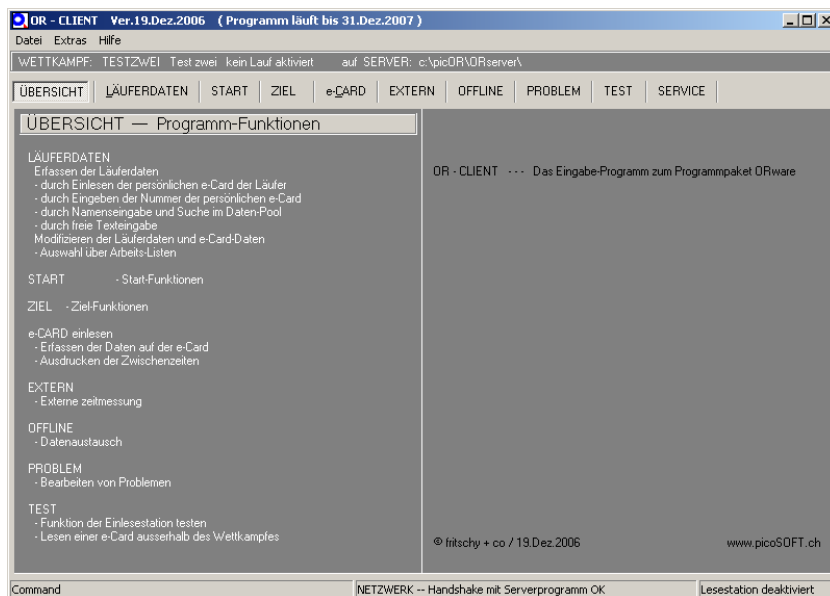 OR - CLIENT   Ver.19.Dez.2006   ( Programm läuft bis 31.Dez.2007 )
Datei Extras Hilfe
WETTKAMPF: TESTZWEI Test zwei kein Lauf aktiviert auf SERVER: c:\picOR\ORserver\
ÜBERSICHT LÄUFERDATEN START ZIEL e-CARD EXTERN OFFLINE PROBLEM TEST SERVICE
ÜBERSICHT — Programm-Funktionen
LÄUFERDATEN
Erfassen der Läuferdaten
- durch Einlesen der persönlichen e-Card der Läufer
- durch Eingeben der Nummer der persönlichen e-Card
- durch Namenseingabe und Suche im Daten-Pool
- durch freie Texteingabe
Modifizieren der Läuferdaten und e-Card-Daten
- Auswahl über Arbeits-Listen
START - Start-Funktionen
ZIEL - Ziel-Funktionen
e-CARD einlesen
- Erfassen der Daten auf der e-Card
- Ausdrucken der Zwischenzeiten
EXTERN
- Externe zeitmessung
OFFLINE
- Datenaustausch
PROBLEM
- Bearbeiten von Problemen
TEST
- Funktion der Einlesestation testen
- Lesen einer e-Card ausserhalb des Wettkampfes
OR - CLIENT --- Das Eingabe-Programm zum Programmpaket ORware
© fritschy + co / 19.Dez.2006 www.picoSOFT.ch
Command NETZWERK -- Handshake mit Serverprogramm OK Lesestation deaktiviert